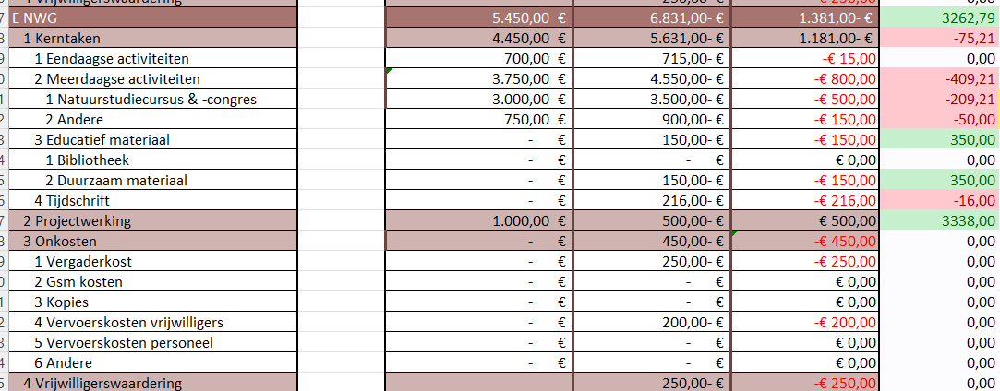 7 E NWG 5.450,00 € 6.831,00- € 1.381,00- € 3262,79
8 1 Kerntaken 4.450,00 € 5.631,00- € 1.181,00- € -75,21
9 1 Eendaagse activiteiten 700,00 € 715,00- € -€ 15,00 0,00
0 2 Meerdaagse activiteiten 3.750,00 € 4.550,00- € -€ 800,00 -409,21
1 1 Natuurstudiecursus & -congres 3.000,00 € 3.500,00- € -€ 500,00 -209,21
2 2 Andere 750,00 € 900,00- € -€ 150,00 -50,00
3 3 Educatief materiaal - € 150,00- € -€ 150,00 350,00
4 1 Bibliotheek - € - € € 0,00 0,00
5 2 Duurzaam materiaal - € 150,00- € -€ 150,00 350,00
6 4 Tijdschrift - € 216,00- € -€ 216,00 -16,00
7 2 Projectwerking 1.000,00 € 500,00- € € 500,00 3338,00
8 3 Onkosten - € 450,00- € -€ 450,00 0,00
9 1 Vergaderkost - € 250,00- € -€ 250,00 0,00
0 2 Gsm kosten - € - € € 0,00 0,00
1 3 Kopies - € - € € 0,00 0,00
2 4 Vervoerskosten vrijwilligers - € 200,00- € -€ 200,00 0,00
3 5 Vervoerskosten personeel - € - € € 0,00 0,00
4 6 Andere - € - € € 0,00 0,00
5 4 Vrijwilligerswaardering 250,00- € -€ 250,00 0,00